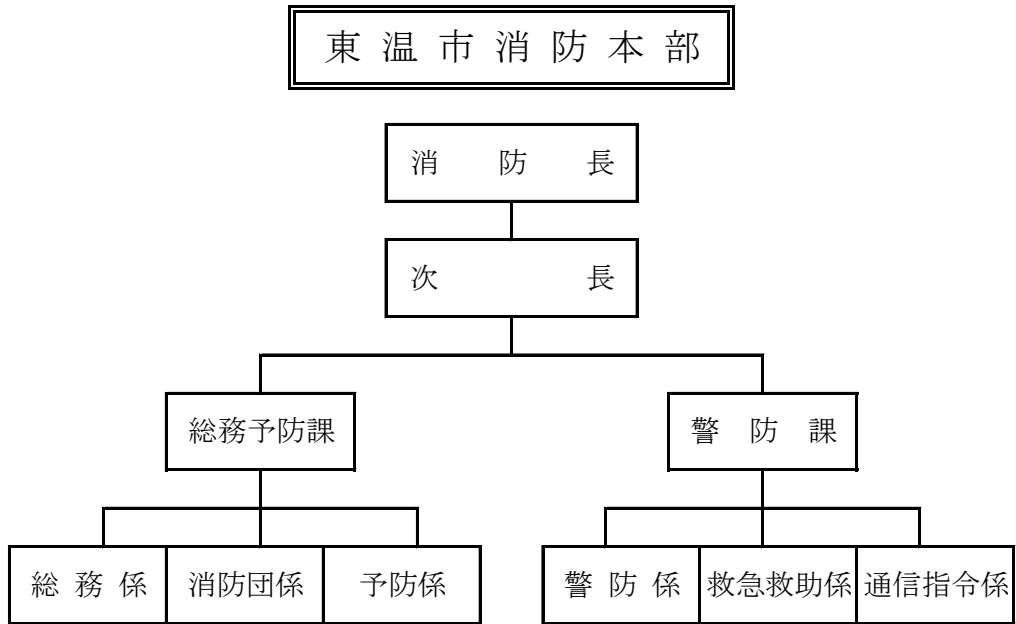 東温市消防本部
消防長
次長
総務予防課
警防課
総務係
消防団係
予防係
警防係
救急救助係
通信指令係